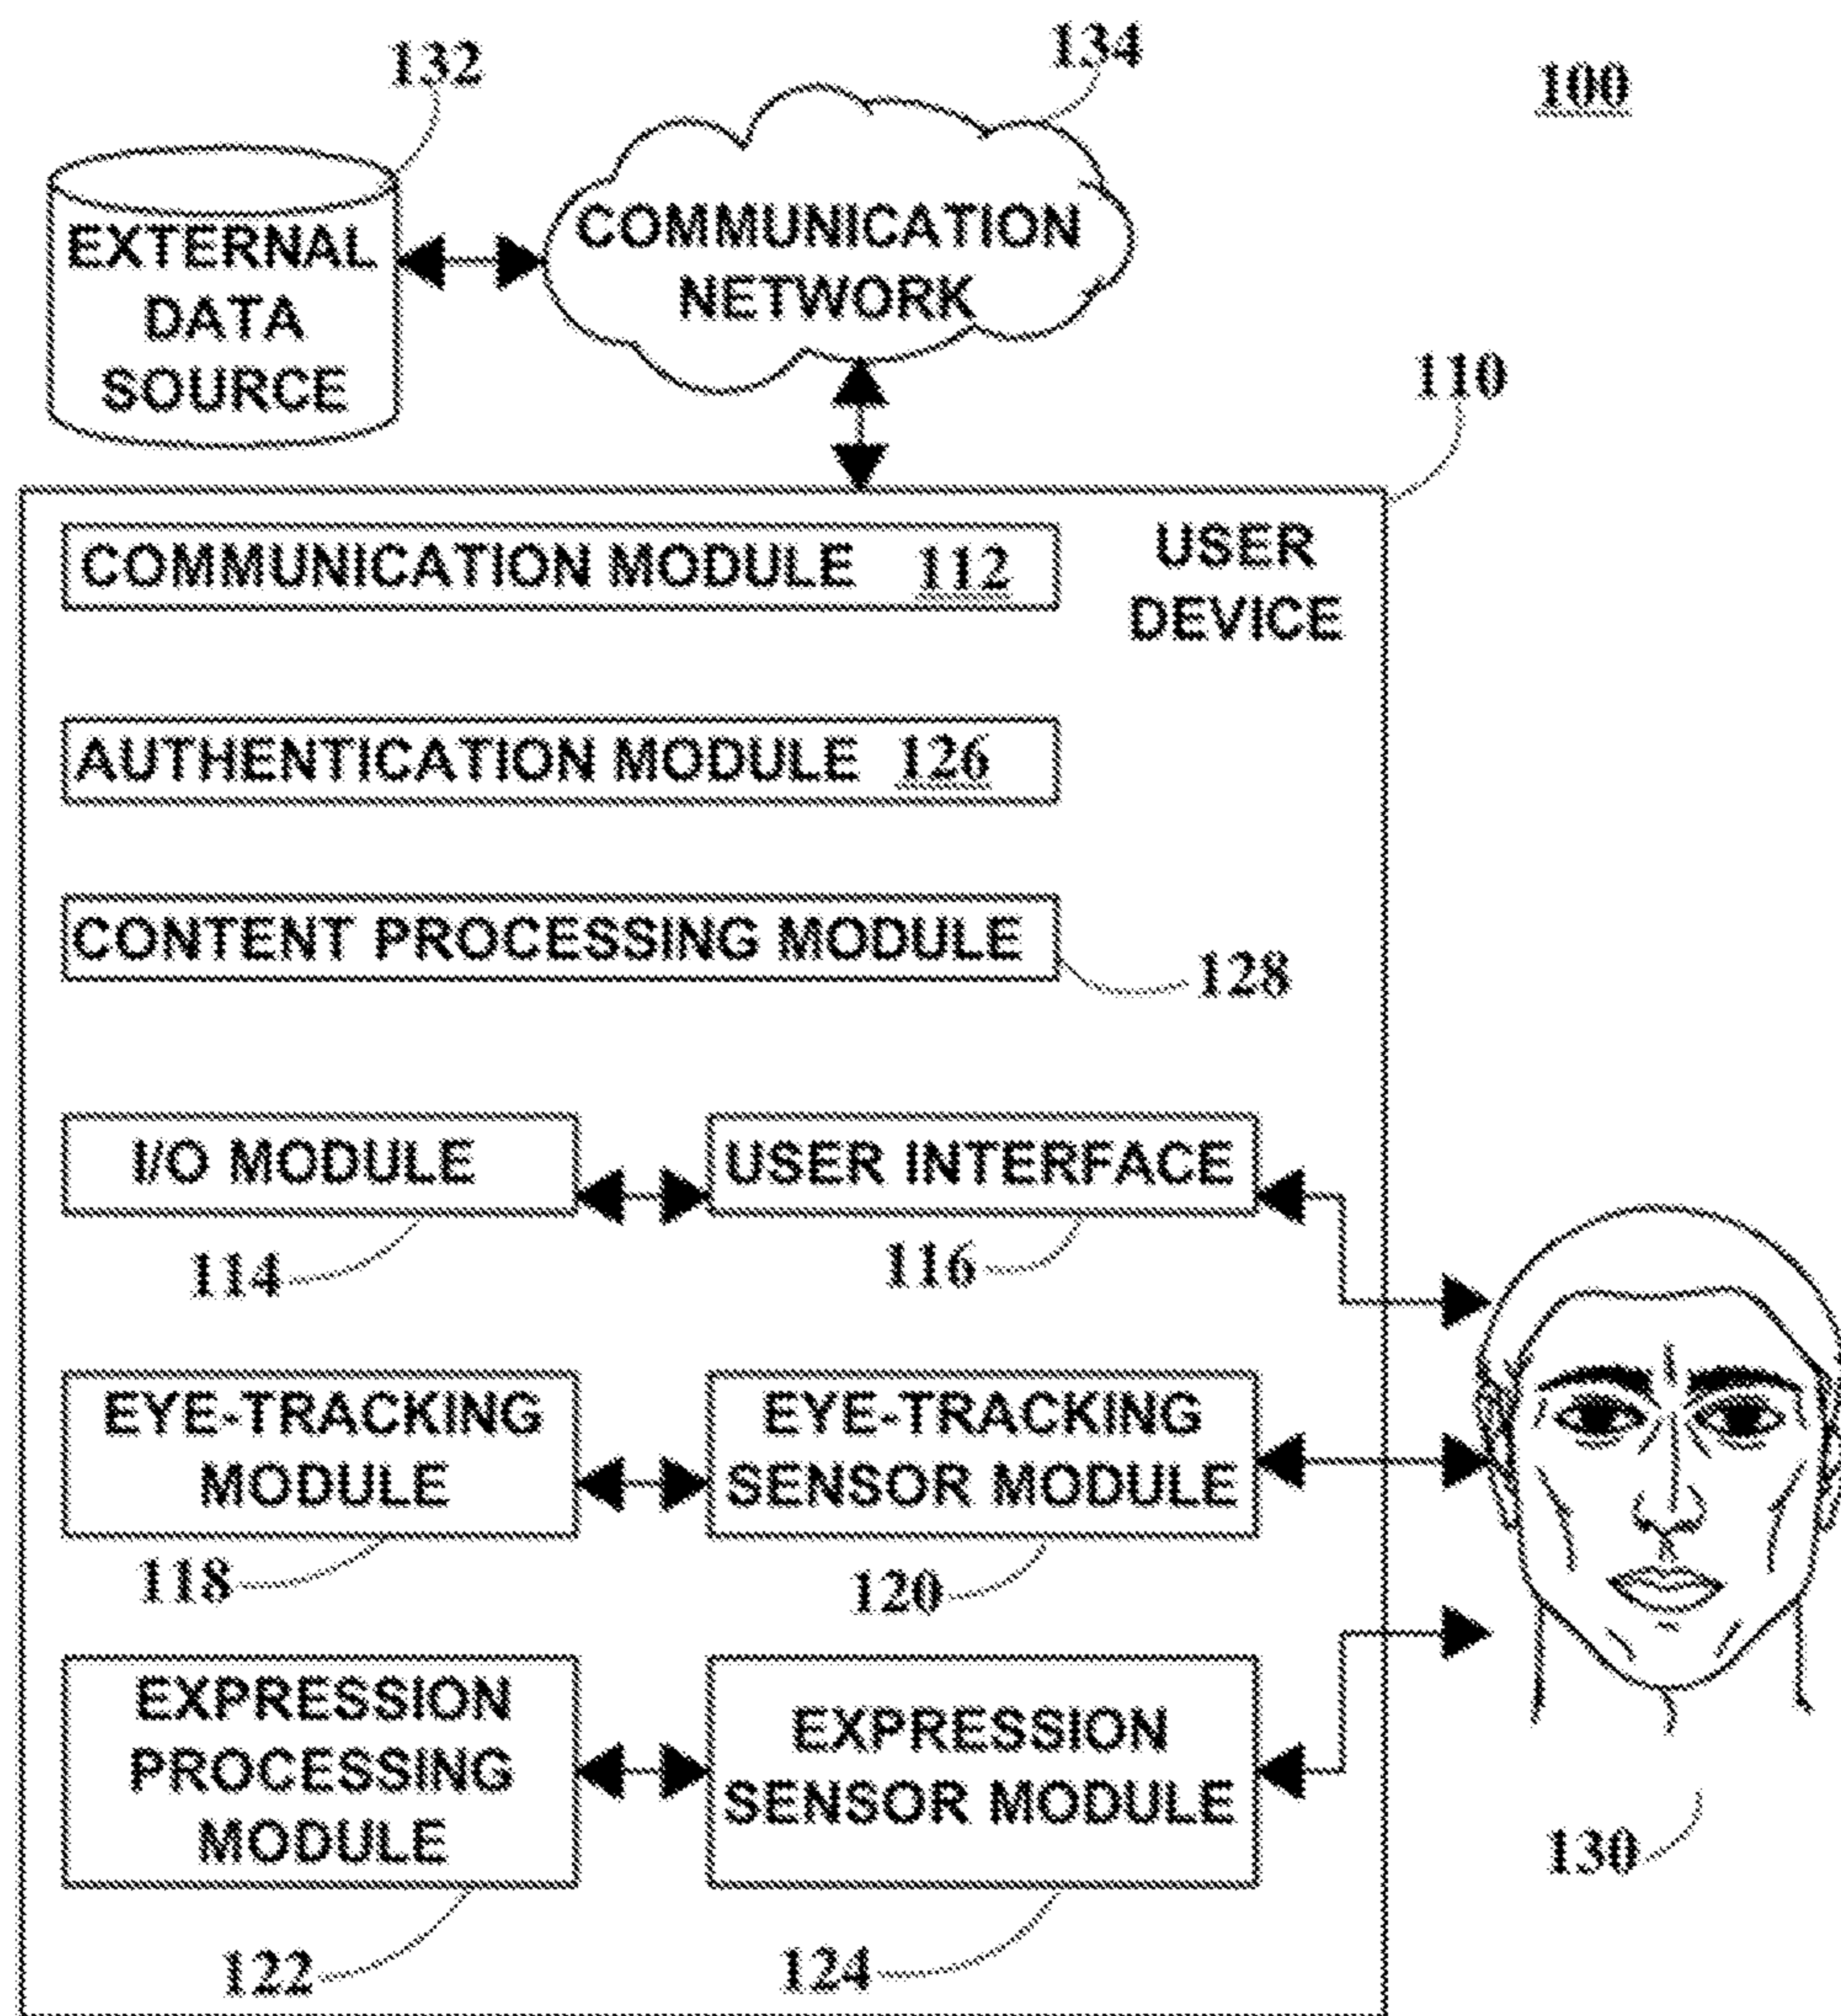 132
134
100
EXTERNAL
DATA
SOURCE
COMMUNICATION
NETWORK
110
USER
DEVICE
COMMUNICATION MODULE 112
AUTHENTICATION MODULE 126
CONTENT PROCESSING MODULE
128
I/O MODULE
USER INTERFACE
114
116
EYE-TRACKING
MODULE
EYE-TRACKING
SENSOR MODULE
118
120
EXPRESSION
PROCESSING
MODULE
EXPRESSION
SENSOR MODULE
130
122
124